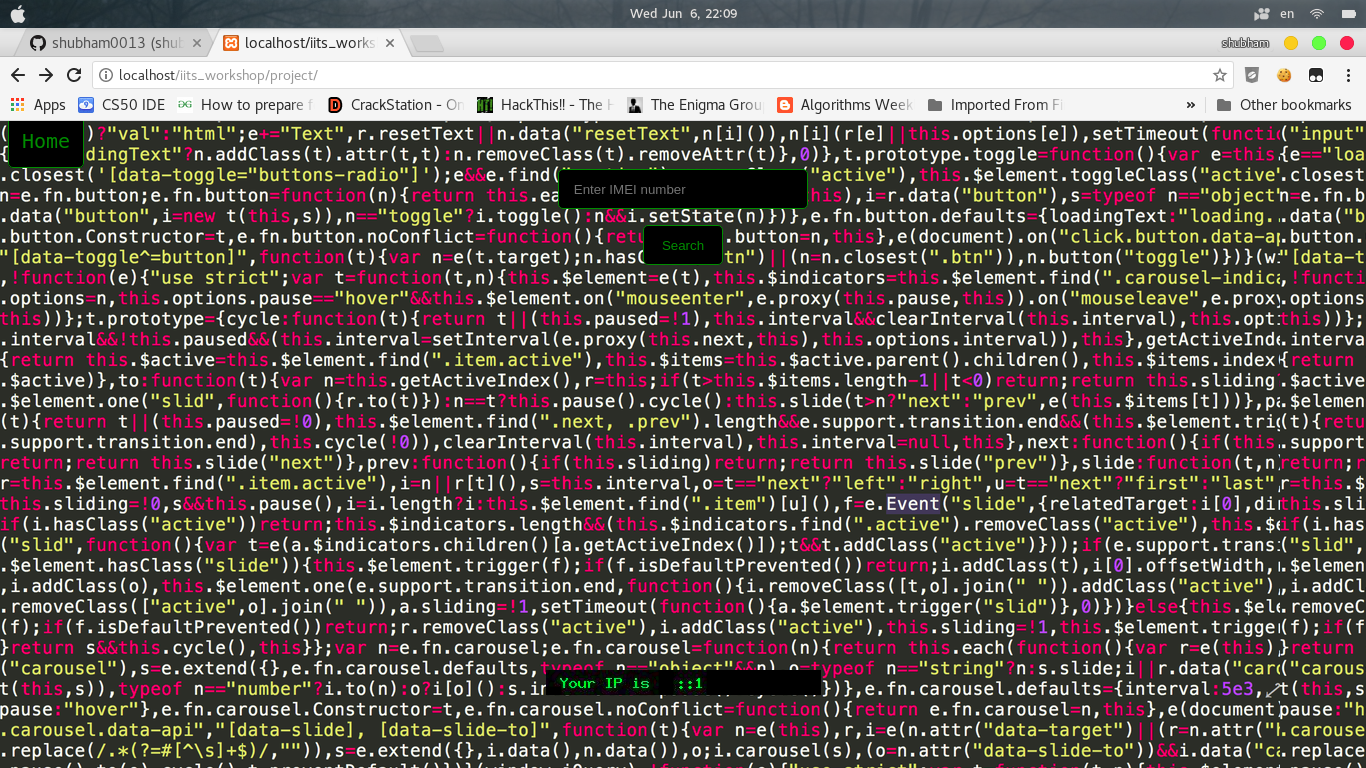 Wed Jun 6, 22:09
en
shubham0013 (shub
localhost/iits_works
shubham
localhost/iits_workshop/project/
Apps
CS50 IDE
How to prepare f
CrackStation - On
HackThis!! - The H
The Enigma Grou
Algorithms Week
Imported From Fi
»
Other bookmarks
Home
)?"val":"html";e+="Text",r.resetText||n.data("resetText",n[i]()),n[i](r[e]||this.options[e]),setTimeout(functic("input"
dingText"?n.addClass(t).attr(t,t):n.removeClass(t).removeAttr(t)},0)},t.prototype.toggle=function(){var e=this.{e=="loa
.closest('[data-toggle="buttons-radio"]');e&&e.find(
ctive"),this.$element.toggleClass("active".closest
Enter IMEI number
n=e.fn.button;e.fn.button=function(n){return this.ea
),i=r.data("button"),s=typeof n=="object"n=e.fn
.data("button",i=new t(this,s)),n=="toggle"?i.toggle():n&&i.setState(n)})},e.fn.button.defaults={loadingText:"loading...data("b
.button.Constructor=t,e.fn.button.noConflict=function(){retu
.button=n,this},e(document).on("click.button.data-ap.button.
Search
"[data-toggle^=button]",function(t){var n=e(t.target);n.hasC
tn")||(n=n.closest(".btn")),n.button("toggle")})}(w:"[data-t
,!function(e){"use strict";var t=function(t,n){this.$element=e(t),this.$indicators=this.$element.find(".carousel-indica,!function
.options=n,this.options.pause=="hover"&&this.$element.on("mouseenter",e.proxy(this.pause,this)).on("mouseleave",e.proxy.options
this))};t.prototype={cycle:function(t){return t||(this.paused=!1),this.interval&&clearInterval(this.interval),this.optithis))};
.interval&&!this.paused&&(this.interval=setInterval(e.proxy(this.next,this),this.options.interval)),this},getActiveInde.interva
{return this.$active=this.$element.find(".item.active"),this.$items=this.$active.parent().children(),this.$items.index({return
.$active)},to:function(t){var n=this.getActiveIndex(),r=this;if(t>this.$items.length-1||t<0)return;return this.sliding?.$active
.$element.one("slid",function(){r.to(t)}):n==t?this.pause().cycle():this.slide(t>n?"next":"prev",e(this.$items[t]))},pa.$elemen
(t){return t||(this.paused=!0),this.$element.find(".next, .prev").length&&e.support.transition.end&&(this.$element.tri(t){retu
.support.transition.end),this.cycle(!0)),clearInterval(this.interval),this.interval=null,this},next:function(){if(this.support
return;return this.slide("next")},prev:function(){if(this.sliding)return;return this.slide("prev")},slide:function(t,n)return;r
r=this.$element.find(".item.active"),i=n||r[t](),s=this.interval,o=t=="next"?"left":"right",u=t=="next"?"first":"last",r=this.$
this.sliding=!0,s&&this.pause(),i=i.length?i:this.$element.find(".item")[u](),f=e.Event("slide",{relatedTarget:i[0],dirthis.sli
if(i.hasClass("active"))return;this.$indicators.length&&(this.$indicators.find(".active").removeClass("active"),this.$eif(i.has
("slid",function(){var t=e(a.$indicators.children()[a.getActiveIndex()]);t&&t.addClass("active")}));if(e.support.trans:("slid",
.$element.hasClass("slide")){this.$element.trigger(f);if(f.isDefaultPrevented())return;i.addClass(t),i[0].offsetWidth,r.$elemen
,i.addClass(o),this.$element.one(e.support.transition.end,function(){i.removeClass([t,o].join(" ")).addClass("active"),,i.addCl
.removeClass(["active",o].join(" ")),a.sliding=!1,setTimeout(function(){a.$element.trigger("slid")},0)})}else{this.$ele.removeC
(f);if(f.isDefaultPrevented())return;r.removeClass("active"),i.addClass("active"),this.sliding=!1,this.$element.trigge(f);if(f
}return s&&this.cycle(),this}};var n=e.fn.carousel;e.fn.carousel=function(n){return this.each(function(){var r=e(this),}return
("carousel"),s=e.extend({},e.fn.carousel.defaults,typeof n=="object"&&n),o=typeof n=="string"?n:s.slide;i||r.data("caro("carous
t(this,s)),typeof n=="number"?i.to(n):o?i[o]():s.i
)},e.fn.carousel.defaults={interval:5e3,
t(this,s
Your IP is ::1
pause:"hover"},e.fn.carousel.Constructor=t,e.fn.carousel.noConflict=function(){return e.fn.carousel=n,this},e(document)pause:"h
.carousel.data-api","[data-slide], [data-slide-to]",function(t){var n=e(this),r,i=e(n.attr("data-target")||(r=n.attr("h.carouse
.replace(/.*(?=#[^\s]+$)/,"")),s=e.extend({},i.data(),n.data()),o;i.carousel(s),(o=n.attr("data-slide-to"))&&i.data("ca.replace